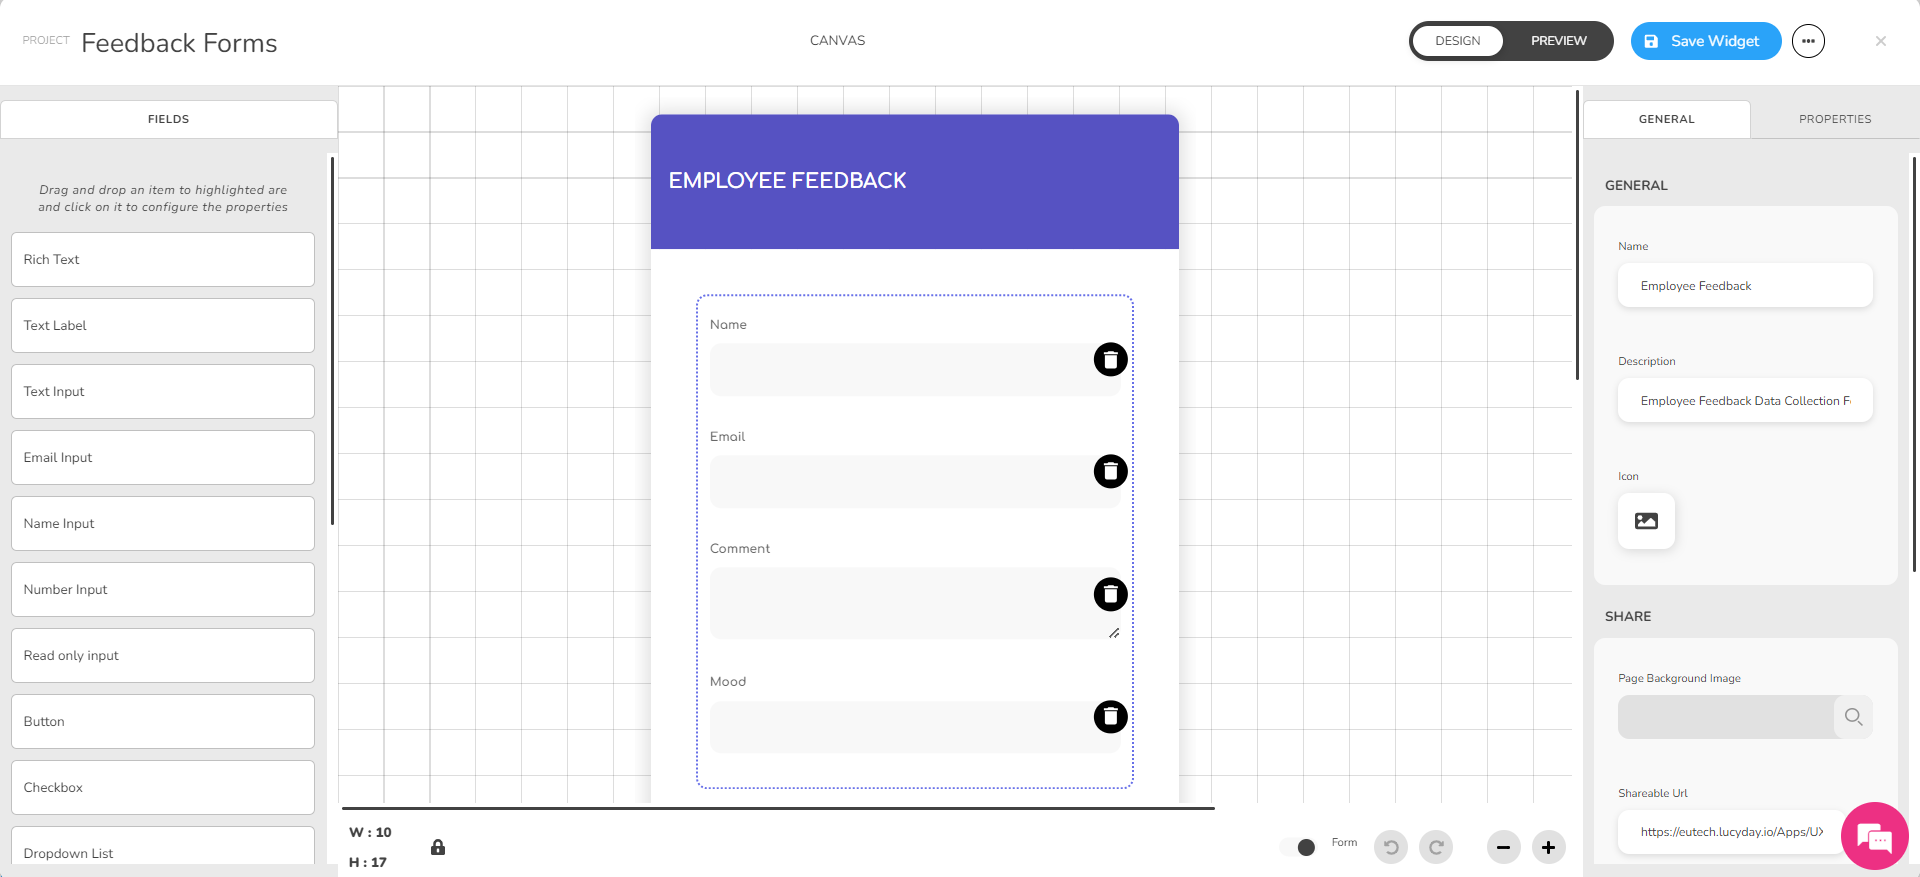 PROJECT Feedback Forms
CANVAS
DESIGN
PREVIEW
Save Widget
FIELDS
Drag and drop an item to highlighted are
and click on it to configure the properties
Rich Text
Text Label
Text Input
Email Input
Name Input
Number Input
Read only input
Button
Checkbox
Dropdown List
EMPLOYEE FEEDBACK
Name
Email
Comment
Mood
W : 10
H : 17
Form
GENERAL
PROPERTIES
GENERAL
Name
Employee Feedback
Description
Employee Feedback Data Collection F
Icon
SHARE
Page Background Image
Shareable Url
https://eutech.lucyday.io/Apps/UX